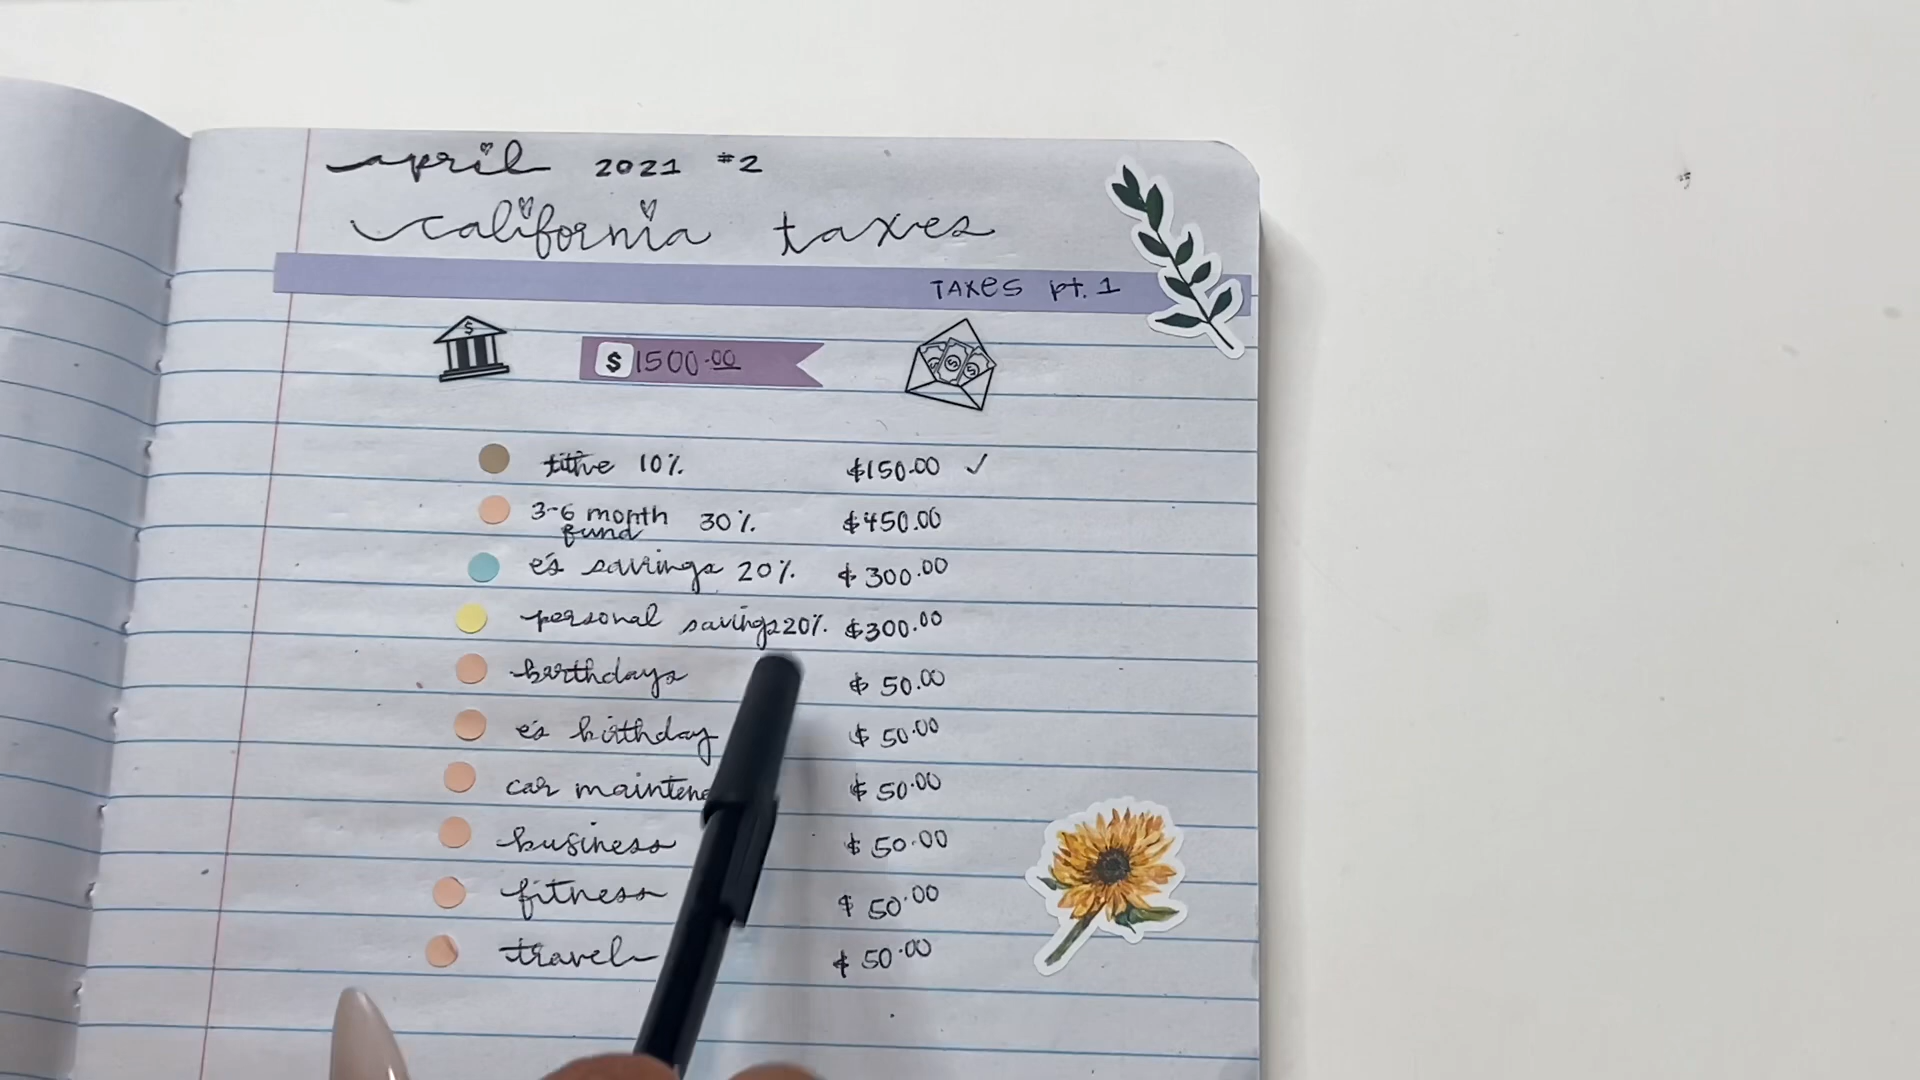 april 2021 #2
california taxes
TAXES pt. 1
$1500.00
tithe 10% $150.00 ✓
3-6 month fund 30% $450.00
e's savings 20% $300.00
personal savings 20% $300.00
birthdays $50.00
e's birthday $50.00
car maintena $50.00
business $50.00
fitness $50.00
travel $50.00